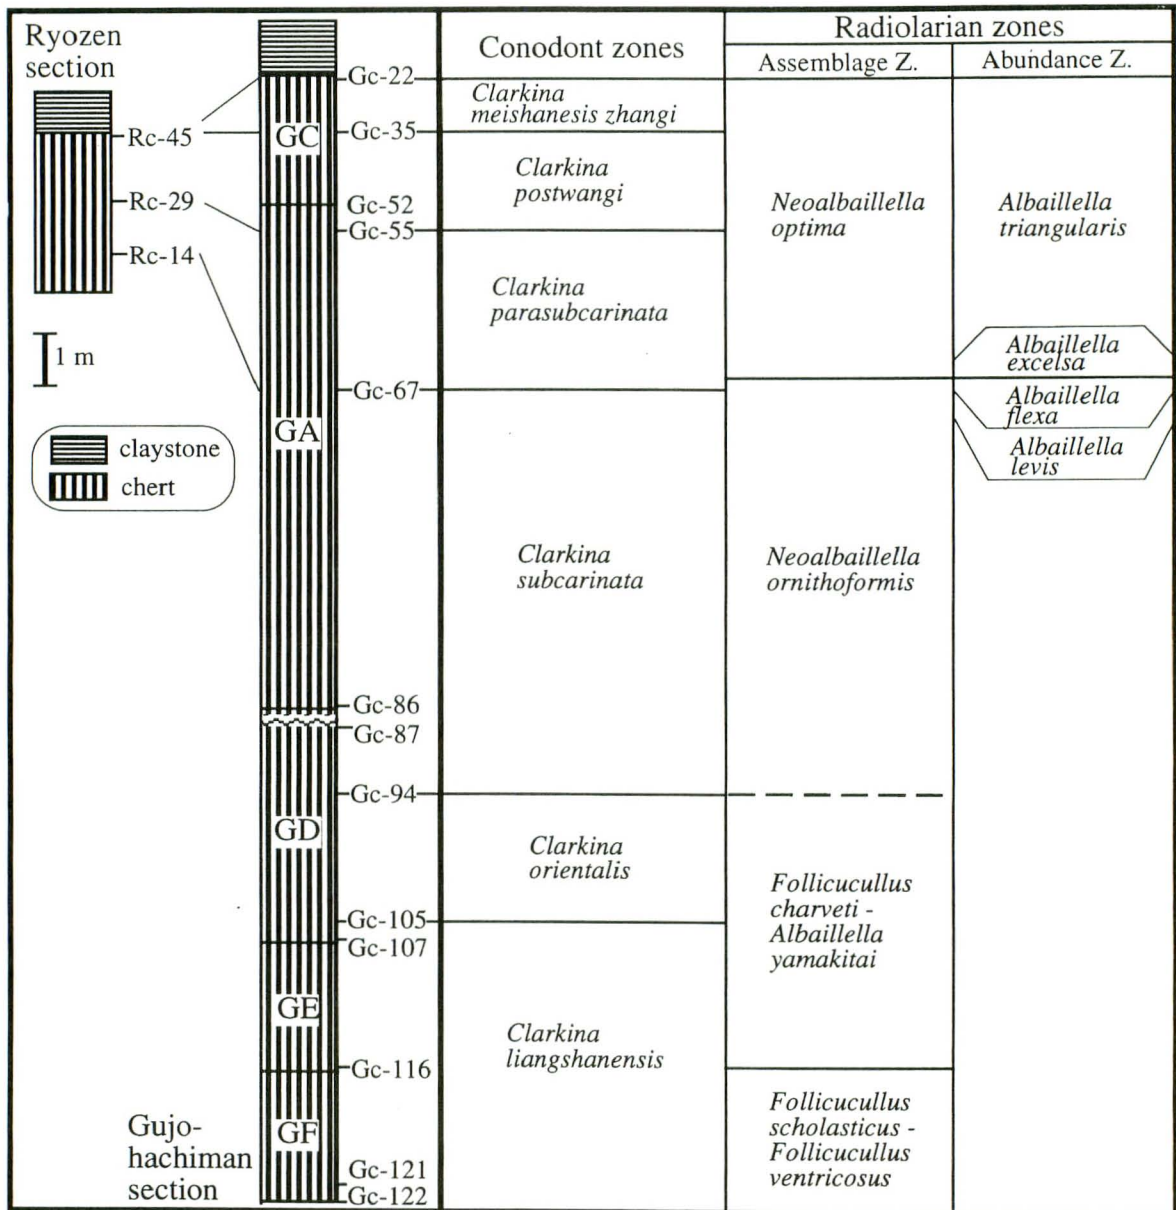 Ryozen
section
Rc-45
Rc-29
Rc-14
1 m
claystone
chert
Gujo-
hachiman
section
GC
GA
GD
GE
GF
Gc-22
Gc-35
Gc-52
Gc-55
Gc-67
Gc-86
Gc-87
Gc-94
Gc-105
Gc-107
Gc-116
Gc-121
Gc-122
Conodont zones
Clarkina
meishanesis zhangi
Clarkina
postwangi
Clarkina
parasubcarinata
Clarkina
subcarinata
Clarkina
orientalis
Clarkina
liangshanensis
Radiolarian zones
Assemblage Z.
Neoalbaillella
optima
Neoalbaillella
ornithoformis
Follicucullus
charveti -
Albaillella
yamakitai
Follicucullus
scholasticus -
Follicucullus
ventricosus
Abundance Z.
Albaillella
triangularis
Albaillella
excelsa
Albaillella
flexa
Albaillella
levis